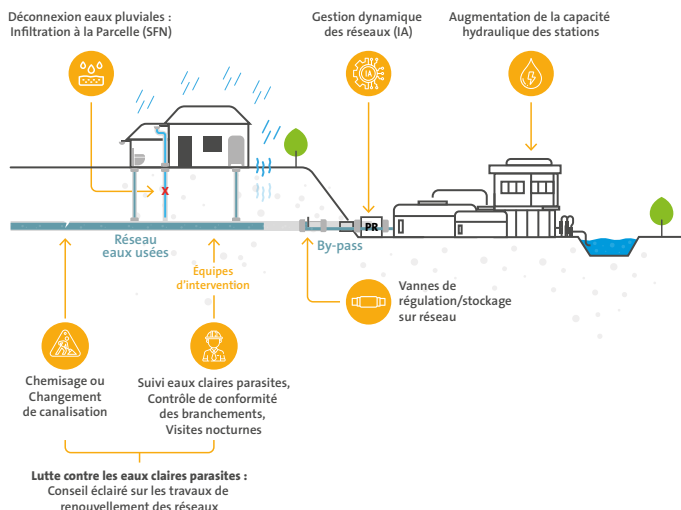 Déconnexion eaux pluviales :
Infiltration à la Parcelle (SFN)
Gestion dynamique
des réseaux (IA)
Augmentation de la capacité
hydraulique des stations
IA
X
PR
Réseau
eaux usées
By-pass
Équipes
d'intervention
Vannes de
régulation/stockage
sur réseau
Chemisage ou
Changement
de canalisation
Suivi eaux claires parasites,
Contrôle de conformité
des branchements,
Visites nocturnes
Lutte contre les eaux claires parasites :
Conseil éclairé sur les travaux de
renouvellement des réseaux